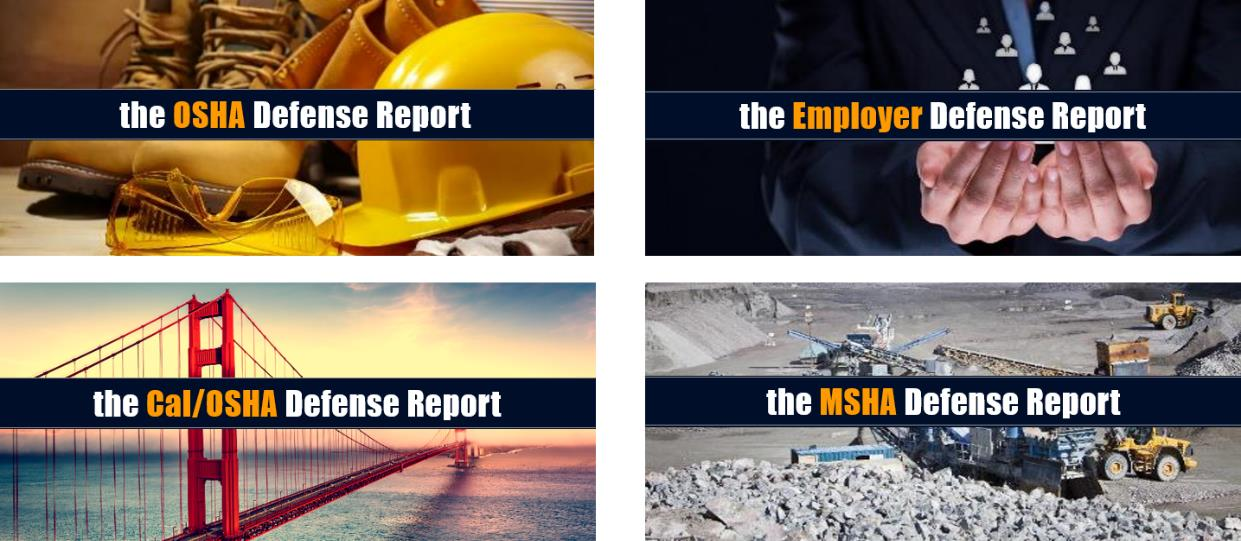 the OSHA Defense Report
the Employer Defense Report
the Cal/OSHA Defense Report
the MSHA Defense Report